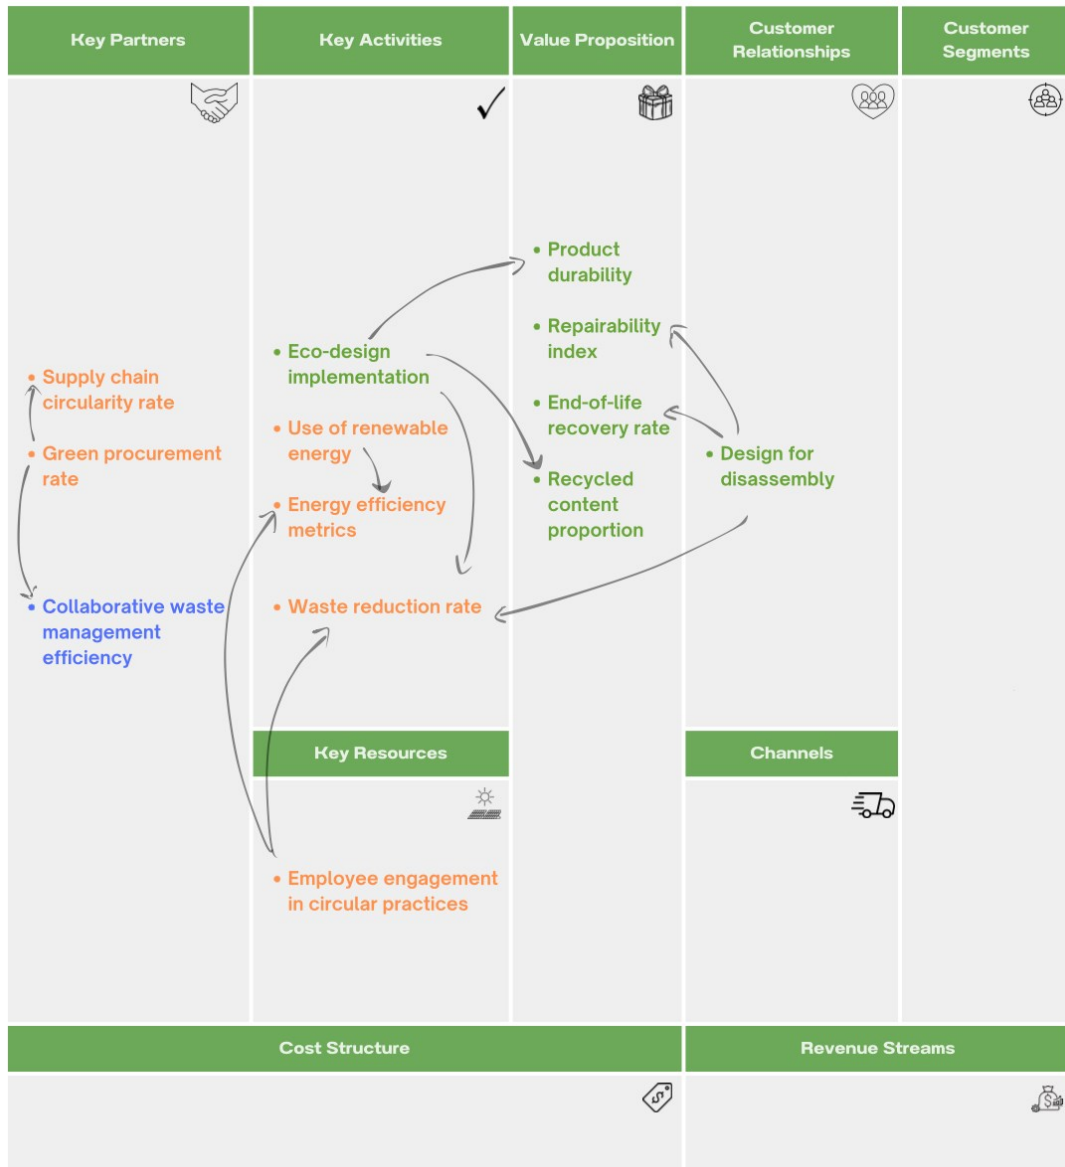 Key Partners
Key Activities
Value Proposition
Customer
Relationships
Customer
Segments
• Supply chain
circularity rate
• Green procurement
rate
• Collaborative waste
management
efficiency
• Eco-design
implementation
• Use of renewable
energy
• Energy efficiency
metrics
• Waste reduction rate
Key Resources
• Employee engagement
in circular practices
• Product
durability
• Repairability
index
• End-of-life
recovery rate
• Recycled
content
proportion
• Design for
disassembly
Channels
Cost Structure
$
Revenue Streams
$